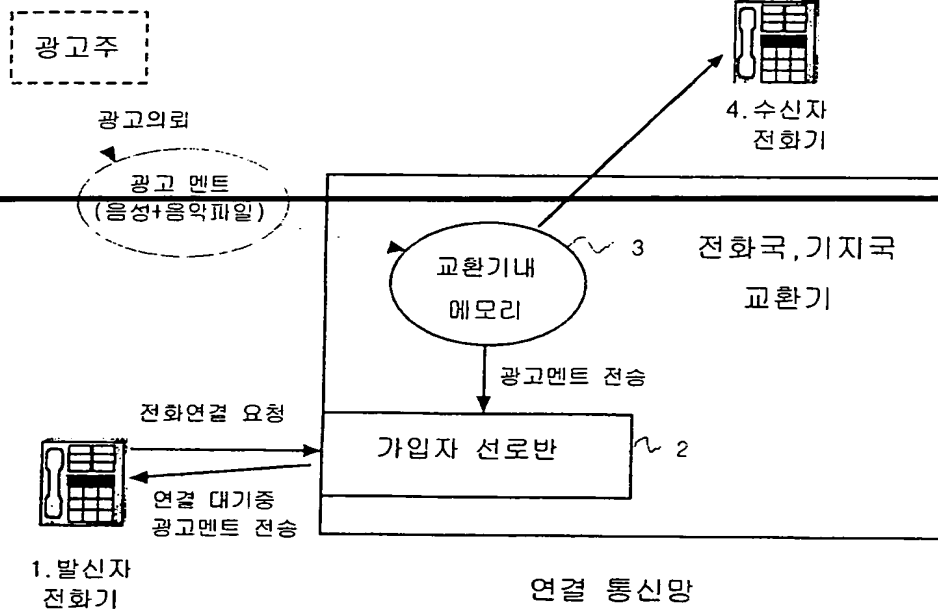 광고주
4.수신자
전화기
광고의뢰
광고 멘트
(음성+음악파일)
교환기내
메모리
3
전화국,기지국
교환기
광고멘트 전송
전화연결 요청
가입자 선로반
2
연결 대기중
광고멘트 전송
1.발신자
전화기
연결 통신망